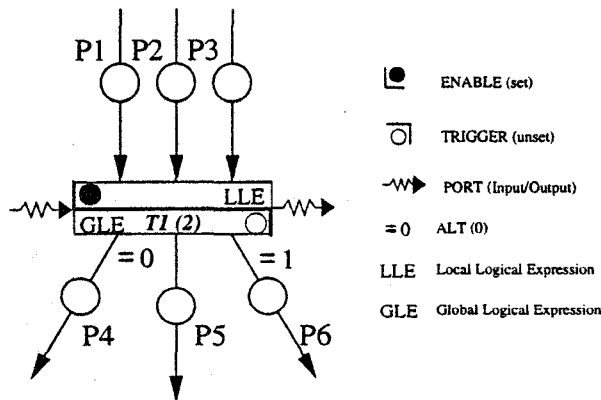 P1 P2 P3
ENABLE (set)
TRIGGER (unset)
LLE
PORT (Input/Output)
GLE T1 (2)
=0 =1
=0 ALT (0)
LLE Local Logical Expression
GLE Global Logical Expression
P4 P5 P6